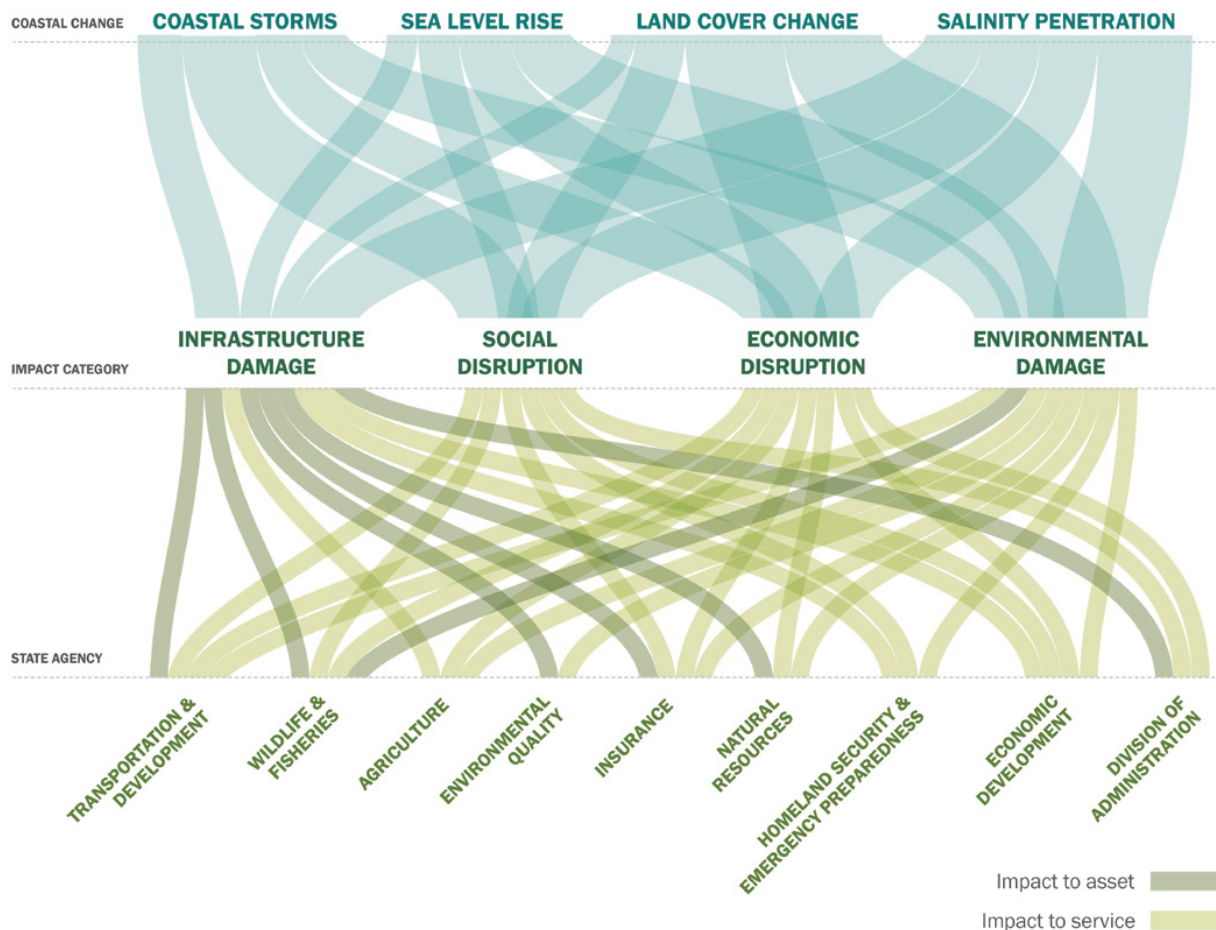 COASTAL CHANGE
COASTAL STORMS
SEA LEVEL RISE
LAND COVER CHANGE
SALINITY PENETRATION
IMPACT CATEGORY
INFRASTRUCTURE
DAMAGE
SOCIAL
DISRUPTION
ECONOMIC
DISRUPTION
ENVIRONMENTAL
DAMAGE
STATE AGENCY
TRANSPORTATION &
DEVELOPMENT
WILDLIFE &
FISHERIES
AGRICULTURE
ENVIRONMENTAL
QUALITY
INSURANCE
NATURAL
RESOURCES
HOMELAND SECURITY &
EMERGENCY PREPAREDNESS
ECONOMIC
DEVELOPMENT
DIVISION OF
ADMINISTRATION
Impact to asset
Impact to service